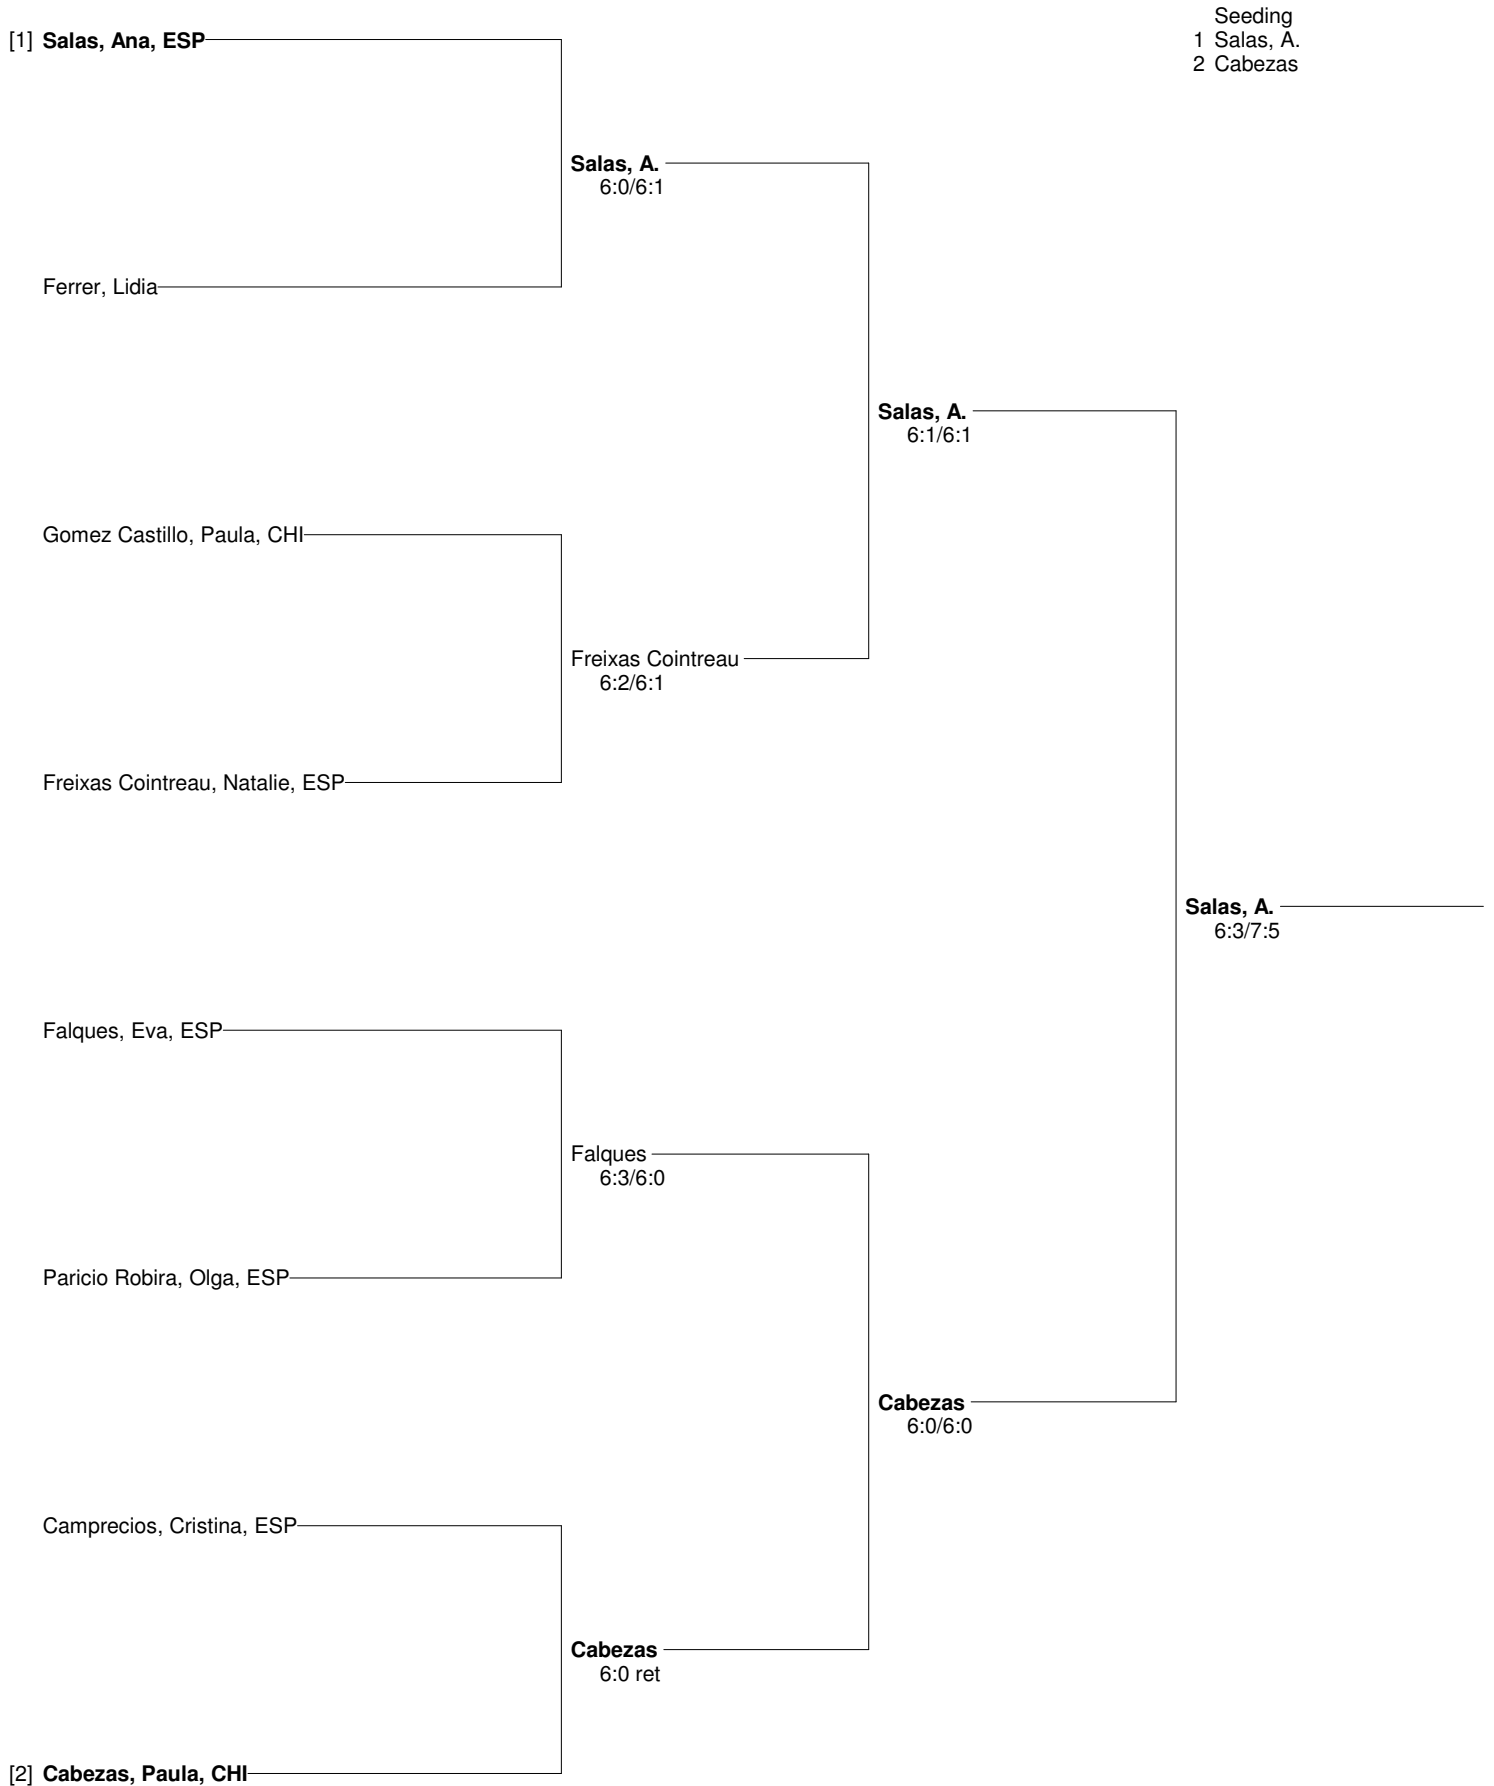 Seeding
[1] Salas, Ana, ESP
1 Salas, A.
2 Cabezas
Salas, A.
6:0/6:1
Ferrer, Lidia
Salas, A.
6:1/6:1
Gomez Castillo, Paula, CHI
Freixas Cointreau
6:2/6:1
Freixas Cointreau, Natalie, ESP
Salas, A.
6:3/7:5
Falques, Eva, ESP
Falques
6:3/6:0
Paricio Robira, Olga, ESP
Cabezas
6:0/6:0
Camprecios, Cristina, ESP
Cabezas
6:0 ret
[2] Cabezas, Paula, CHI